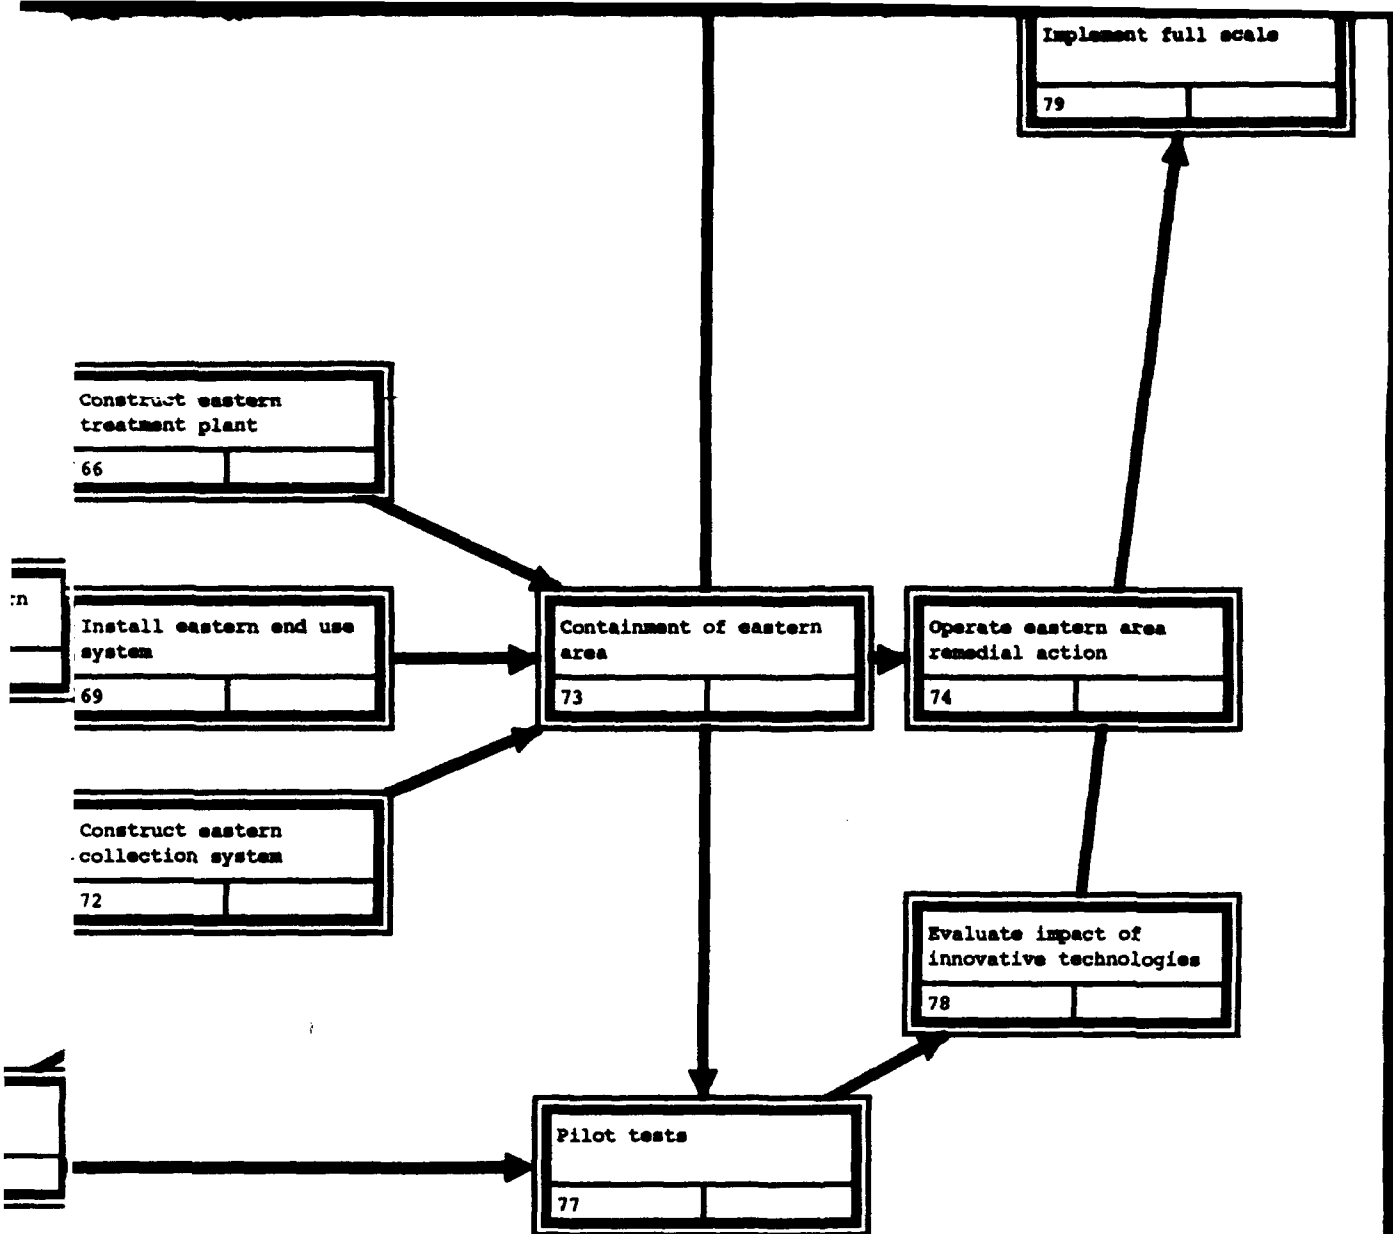 Implement full scale
79
Construct eastern
treatment plant
66
Install eastern end use
system
69
Containment of eastern
area
73
Operate eastern area
remedial action
74
Construct eastern
collection system
72
Evaluate impact of
innovative technologies
78
Pilot tests
77